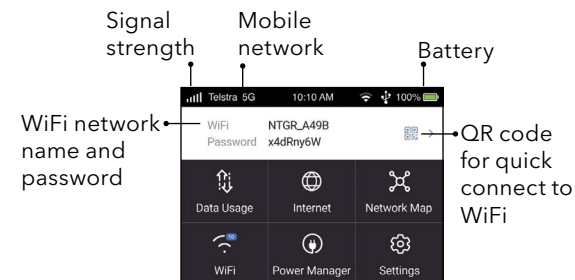 Signal
strength
Mobile
network
Battery
Telstra 5G 10:10 AM 100%
WiFi network
name and
password
WiFi NTGR_A49B
Password x4dRny6W
QR code
for quick
connect to
WiFi
Data Usage Internet Network Map
10
WiFi Power Manager Settings